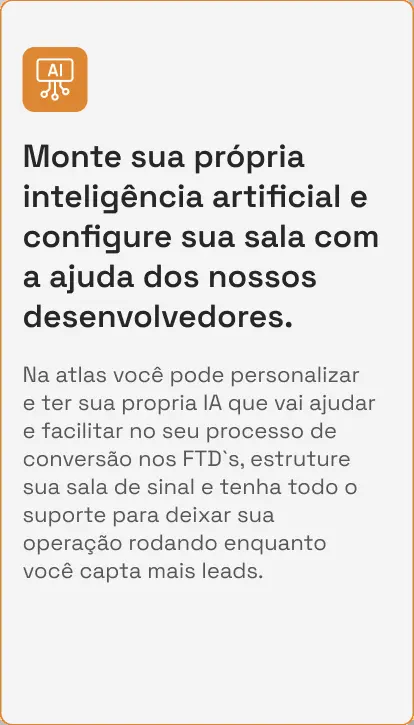 AI
Monte sua própria
inteligência artificial e
configure sua sala com
a ajuda dos nossos
desenvolvedores.
Na atlas você pode personalizar
e ter sua propria IA que vai ajudar
e facilitar no seu processo de
conversão nos FTD`s, estruture
sua sala de sinal e tenha todo o
suporte para deixar sua
operação rodando enquanto
você capta mais leads.